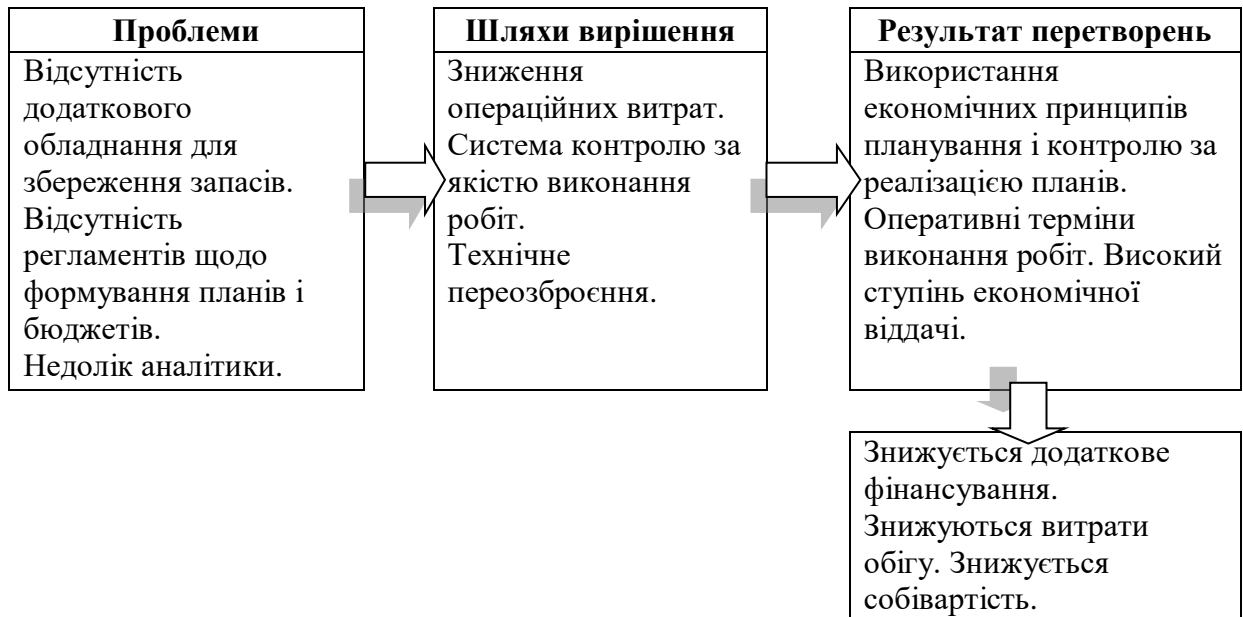 Проблеми
Відсутність
додаткового
обладнання для
збереження запасів.
Відсутність
регламентів щодо
формування планів і
бюджетів.
Недолік аналітики.
Шляхи вирішення
Зниження
операційних витрат.
Система контролю за
якістю виконання
робіт.
Технічне
переозброєння.
Результат перетворень
Використання
економічних принципів
планування і контролю за
реалізацією планів.
Оперативні терміни
виконання робіт. Високий
ступінь економічної
віддачі.
Знижується додаткове
фінансування.
Знижуються витрати
обігу. Знижується
собівартість.